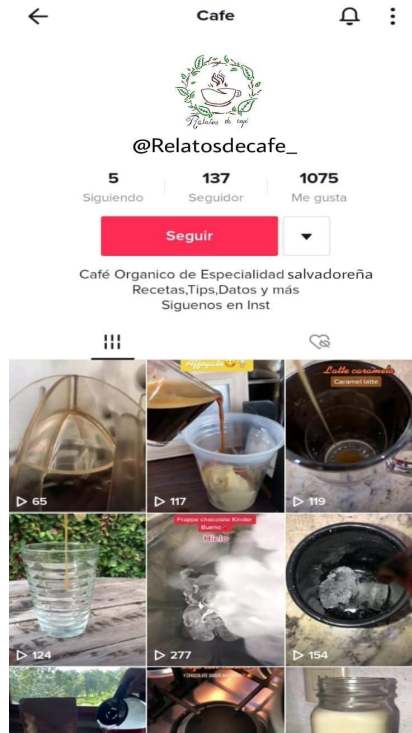 Cafe
Relatos de café
@Relatosdecafe_
5
137
1075
Siguiendo
Seguidor
Me gusta
Seguir
Café Organico de Especialidad salvadoreña
Recetas,Tips,Datos y más
Siguenos en Inst
Affogato
65
117
Latte caramelo
Caramel latte
119
124
Frappe chocolate Kinder
Bueno
Hielo
277
154